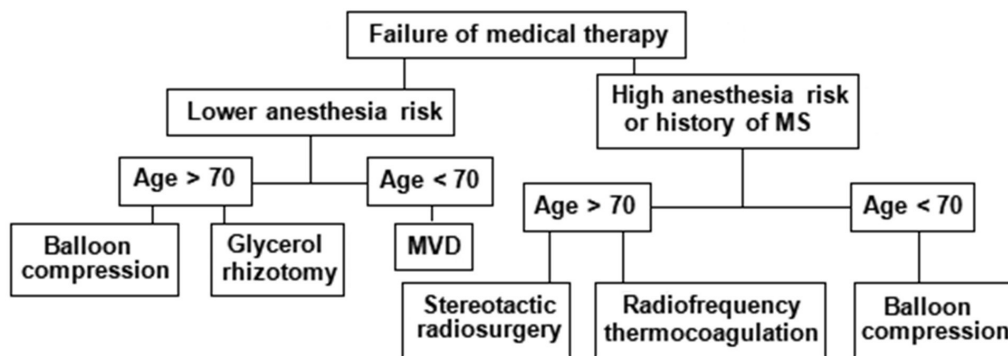 Failure of medical therapy
Lower anesthesia risk
High anesthesia risk
or history of MS
Age > 70
Age < 70
Age > 70
Age < 70
Balloon
compression
Glycerol
rhizotomy
MVD
Stereotactic
radiosurgery
Radiofrequency
thermocoagulation
Balloon
compression